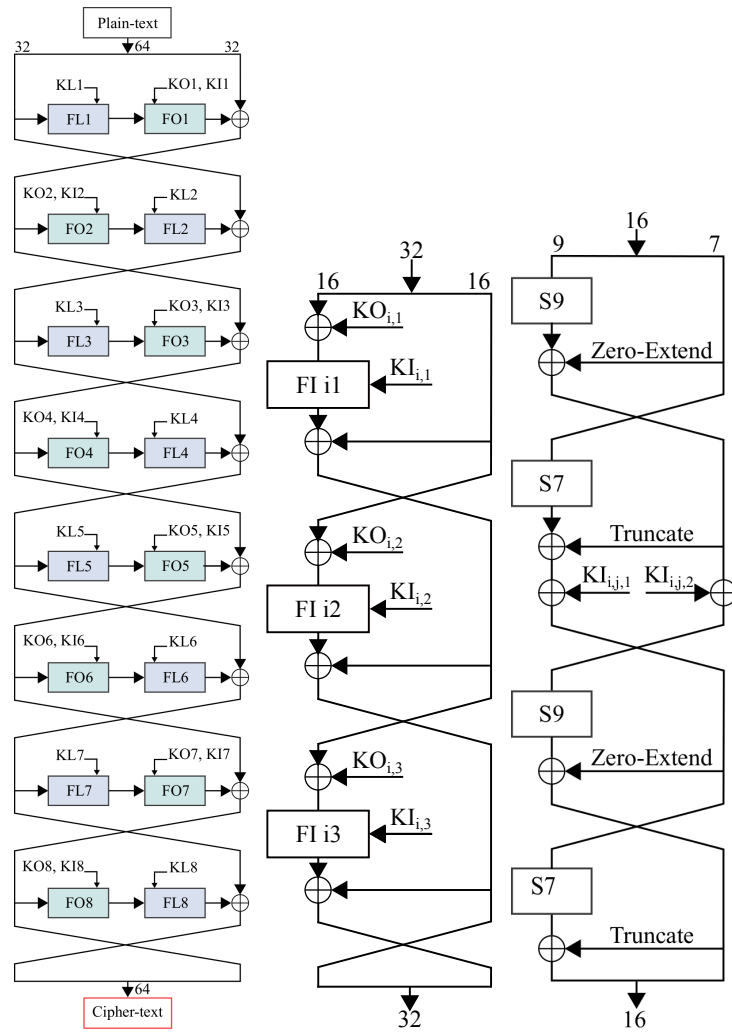 Plain-text
32 64 32
KL1 KO1, KI1
FL1 FO1
KO2, KI2 KL2
FO2 FL2
KL3 KO3, KI3
FL3 FO3
KO4, KI4 KL4
FO4 FL4
KL5 KO5, KI5
FL5 FO5
KO6, KI6 KL6
FO6 FL6
KL7 KO7, KI7
FL7 FO7
KO8, KI8 KL8
FO8 FL8
64
Cipher-text
32
16 16
KOi,1
FI i1 KIi,1
KOi,2
FI i2 KIi,2
KOi,3
FI i3 KIi,3
32
16
9 7
S9
Zero-Extend
S7
Truncate
KIi,j,1 KIi,j,2
S9
Zero-Extend
S7
Truncate
16